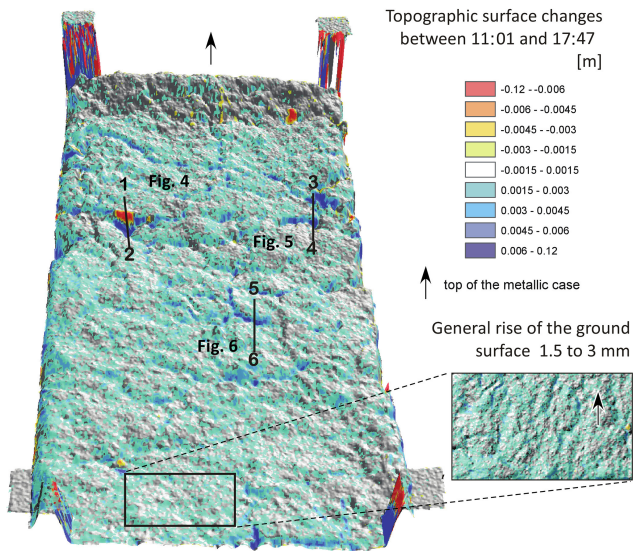 Topographic surface changes
between 11:01 and 17:47
[m]
-0.12 - -0.006
-0.006 - -0.0045
-0.0045 - -0.003
-0.003 - -0.0015
-0.0015 - 0.0015
0.0015 - 0.003
0.003 - 0.0045
0.0045 - 0.006
0.006 - 0.12
top of the metallic case
General rise of the ground
surface 1.5 to 3 mm
1
Fig. 4
3
2
Fig. 5
4
5
Fig. 6
6